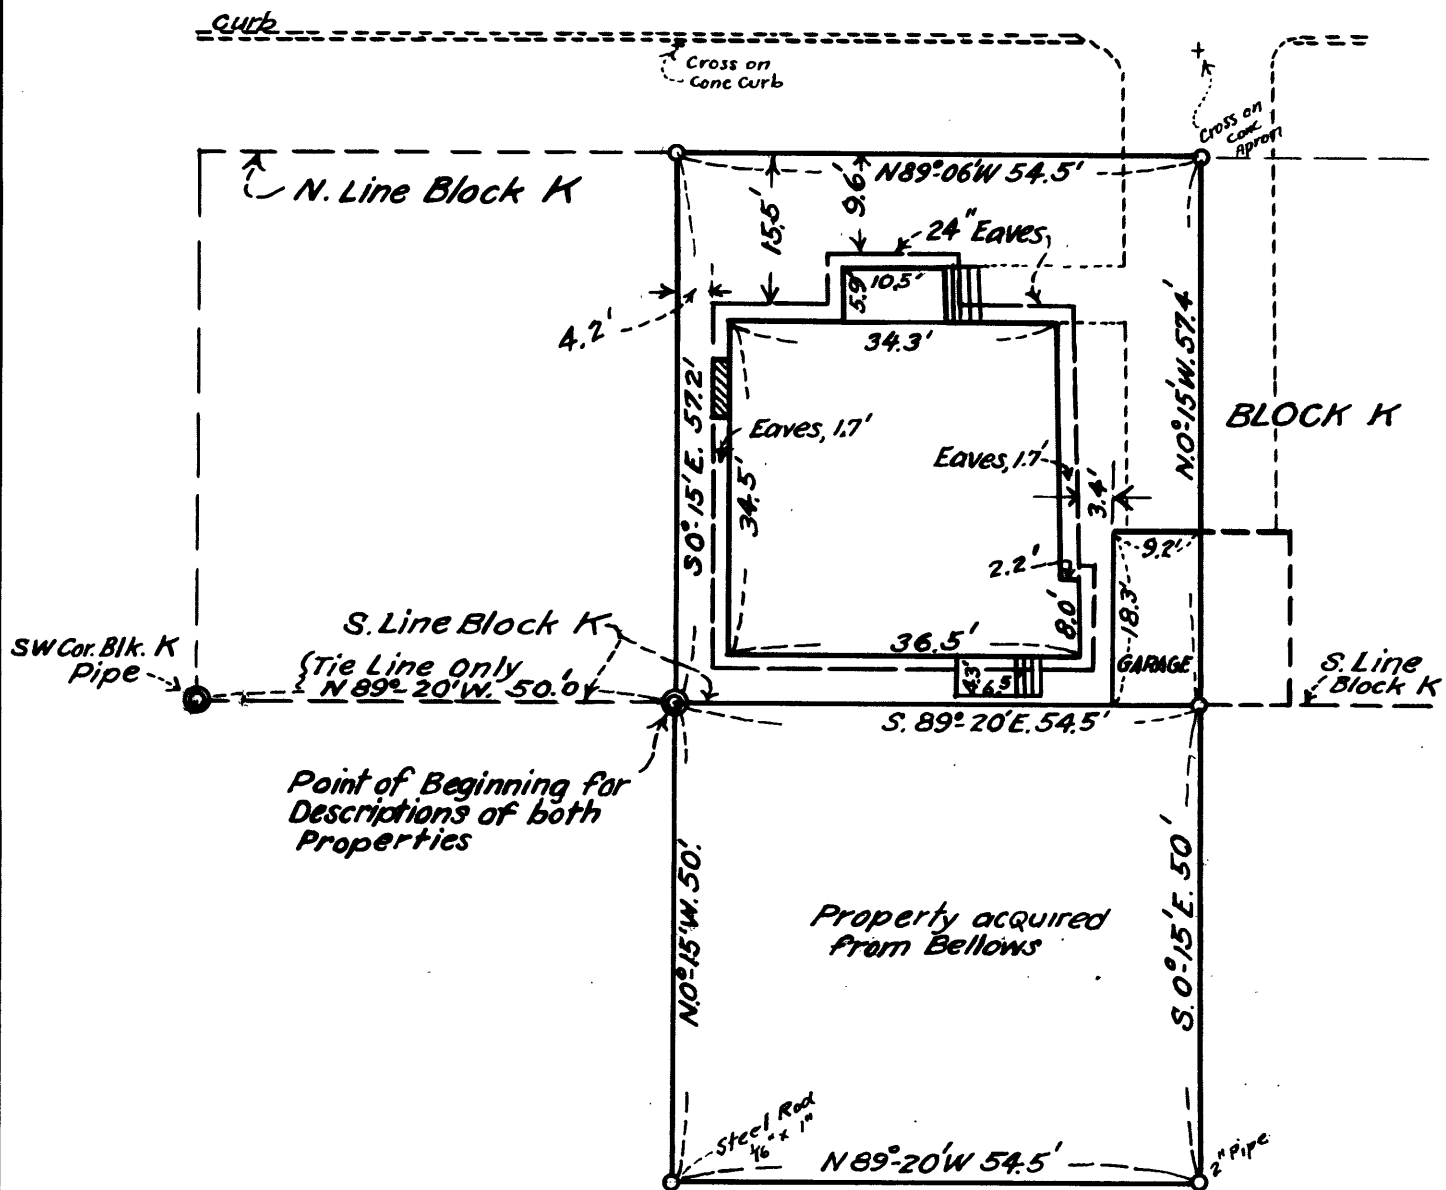 curb
Cross on
Conc Curb
Cross on
Conc
Apron
N. Line Block K
N89°-06'W 54.5'
15.5'
9.6'
24" Eaves
4.2'
5.9'
10.5'
34.3'
S0°-15'E. 57.2'
N.0°-15'W. 57.4'
BLOCK K
Eaves, 1.7'
Eaves, 1.7'
34.5'
3.4'
2.2'
9.2'
8.0'
18.3'
S. Line Block K
36.5'
SW Cor. Blk. K
Pipe
Tie Line Only
N 89°-20'W. 50.0'
4.3'
6.5'
GARAGE
S. Line
Block K
S. 89°-20'E. 54.5'
Point of Beginning for
Descriptions of both
Properties
N.0°-15'W. 50.'
S. 0°-15'E. 50'
Property acquired
from Bellows
Steel Rod
x 1"
N 89°-20'W 54.5'
2" Pipe